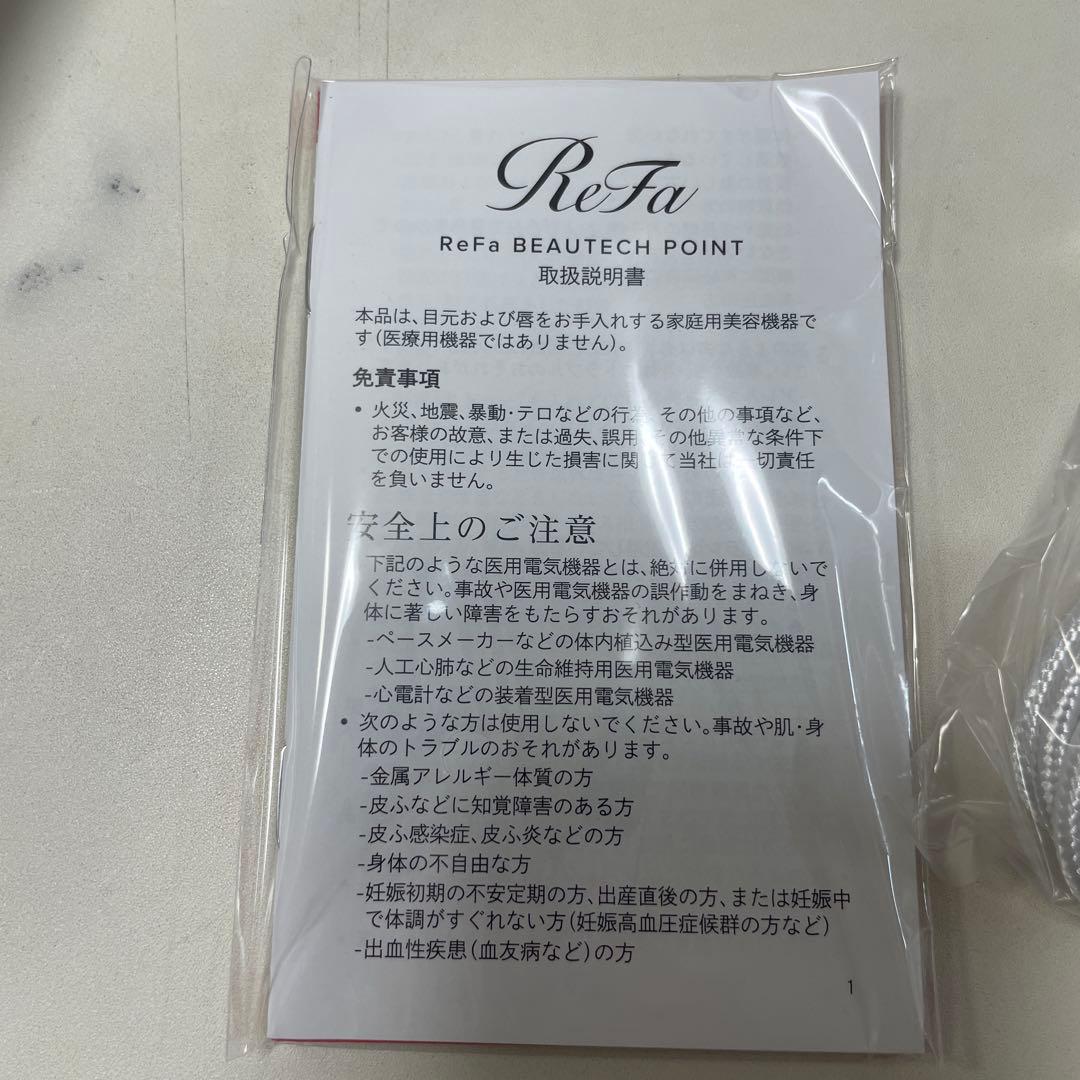 ReFa
ReFa BEAUTECH POINT
取扱説明書
本品は、目元および唇をお手入れする家庭用美容機器で
す(医療用機器ではありません)。
免責事項
• 火災、地震、暴動・テロなどの行為、その他の事項など、
お客様の故意、または過失、誤用、その他異常な条件下
での使用により生じた損害に関して当社は一切責任
を負いません。
安全上のご注意
下記のような医用電気機器とは、絶対に併用しないで
ください。事故や医用電気機器の誤作動をまねき、身
体に著しい障害をもたらすおそれがあります。
-ペースメーカーなどの体内植込み型医用電気機器
-人工心肺などの生命維持用医用電気機器
-心電計などの装着型医用電気機器
• 次のような方は使用しないでください。事故や肌・身
体のトラブルのおそれがあります。
-金属アレルギー体質の方
-皮ふなどに知覚障害のある方
-皮ふ感染症、皮ふ炎などの方
-身体の不自由な方
-妊娠初期の不安定期の方、出産直後の方、または妊娠中
で体調がすぐれない方(妊娠高血圧症候群の方など)
-出血性疾患(血友病など)の方
1